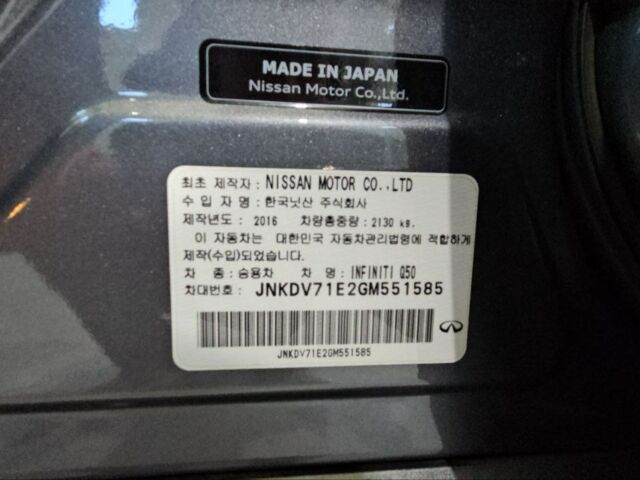 MADE IN JAPAN
Nissan Motor Co.,Ltd.
최초 제작자 : NISSAN MOTOR CO.,LTD
수 입 자 명 : 한국닛산 주식회사
제작년도 : 2016 차량총중량 : 2130 kg.
이 자동차는 대한민국 자동차관리법령에 적합하게
제작(수입)되었습니다.
차 종 : 승용차 차 명 : INFINITI Q50
차대번호 : JNKDV71E2GM551585
JNKDV71E2GM551585